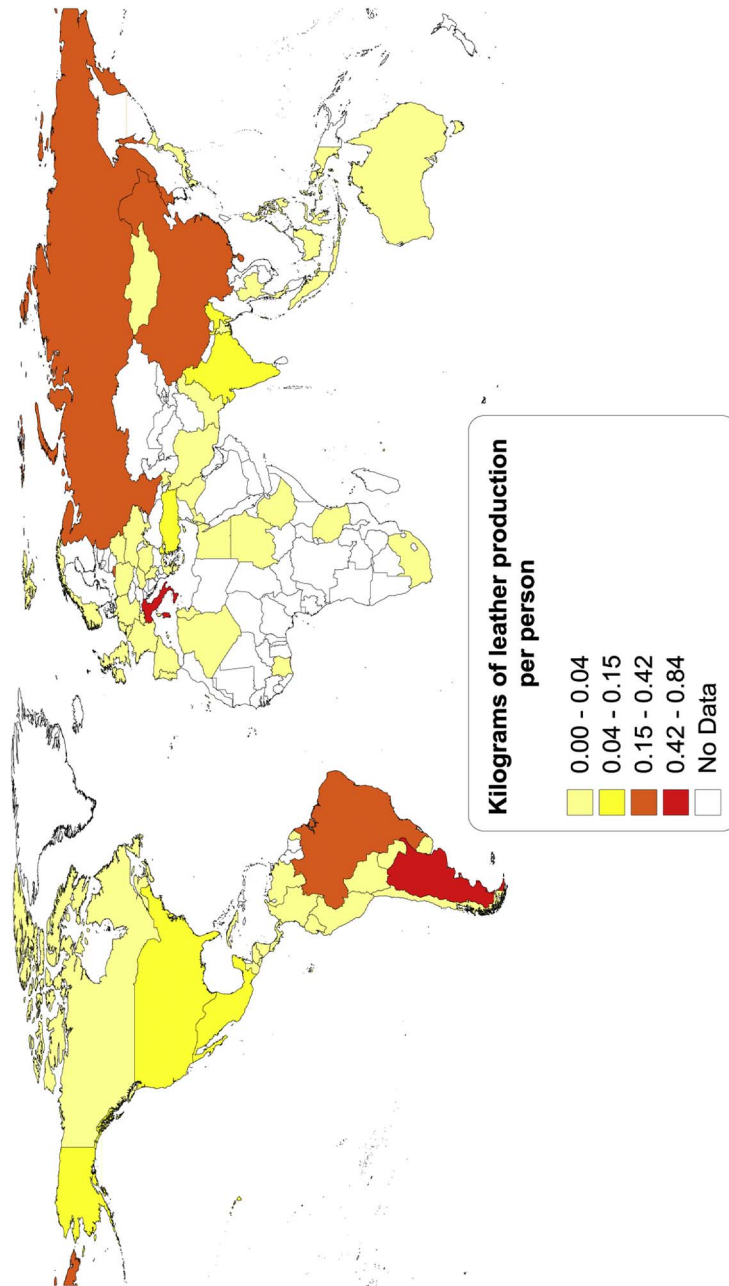 Kilograms of leather production
per person
0.00 - 0.04
0.04 - 0.15
0.15 - 0.42
0.42 - 0.84
No Data